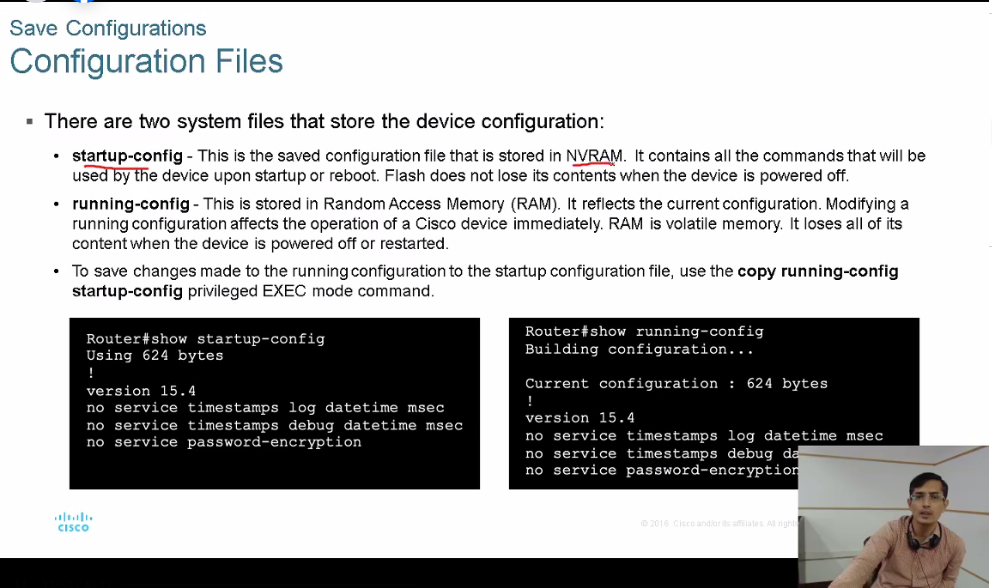 Save Configurations
Configuration Files
▪ There are two system files that store the device configuration:
• startup-config - This is the saved configuration file that is stored in NVRAM. It contains all the commands that will be
used by the device upon startup or reboot. Flash does not lose its contents when the device is powered off.
• running-config - This is stored in Random Access Memory (RAM). It reflects the current configuration. Modifying a
running configuration affects the operation of a Cisco device immediately. RAM is volatile memory. It loses all of its
content when the device is powered off or restarted.
• To save changes made to the running configuration to the startup configuration file, use the copy running-config
startup-config privileged EXEC mode command.
Router#show startup-config
Using 624 bytes
!
version 15.4
no service timestamps log datetime msec
no service timestamps debug datetime msec
no service password-encryption
Router#show running-config
Building configuration...
Current configuration : 624 bytes
!
version 15.4
no service timestamps log datetime msec
no service timestamps debug da
no service password-encryption
CISCO
© 2016 Cisco and/or its affiliates. All rights